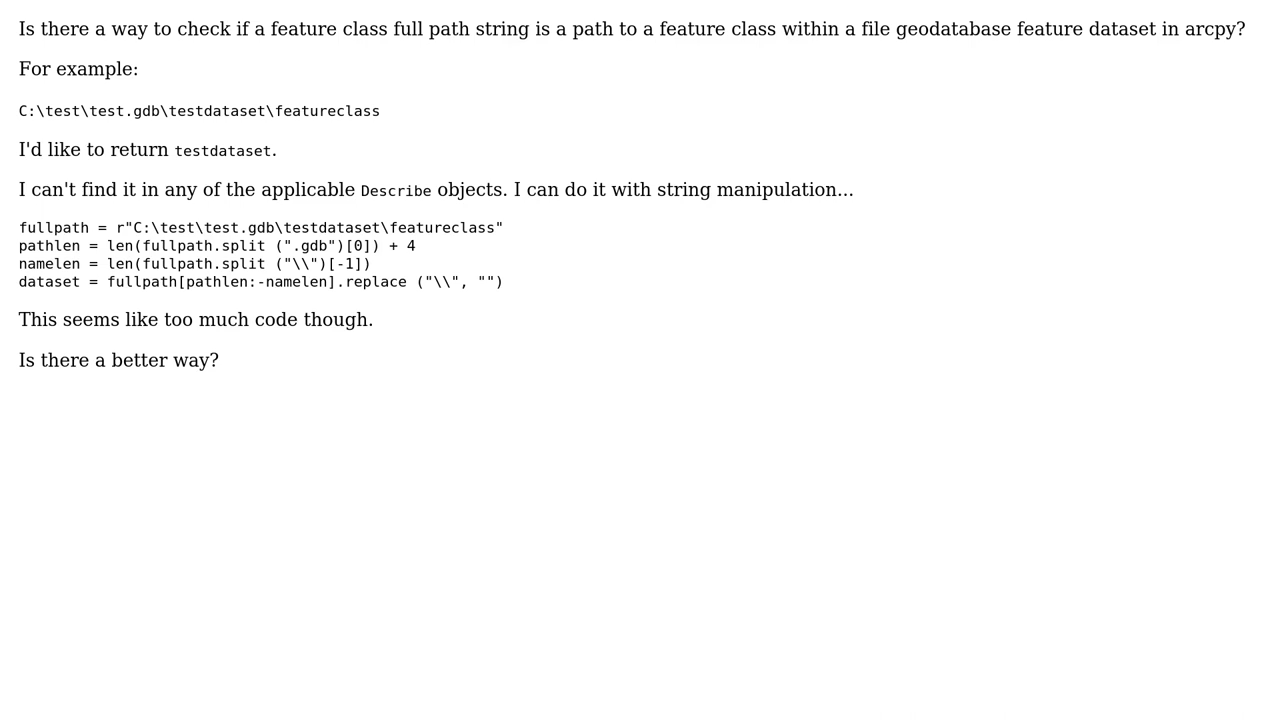 Is there a way to check if a feature class full path string is a path to a feature class within a file geodatabase feature dataset in arcpy?
For example:
C:\test\test.gdb\testdataset\featureclass
I'd like to return testdataset.
I can't find it in any of the applicable Describe objects. I can do it with string manipulation...
fullpath = r"C:\test\test.gdb\testdataset\featureclass"
pathlen = len(fullpath.split (".gdb")[0]) + 4
namelen = len(fullpath.split ("\\")[-1])
dataset = fullpath[pathlen:-namelen].replace ("\\", "")
This seems like too much code though.
Is there a better way?